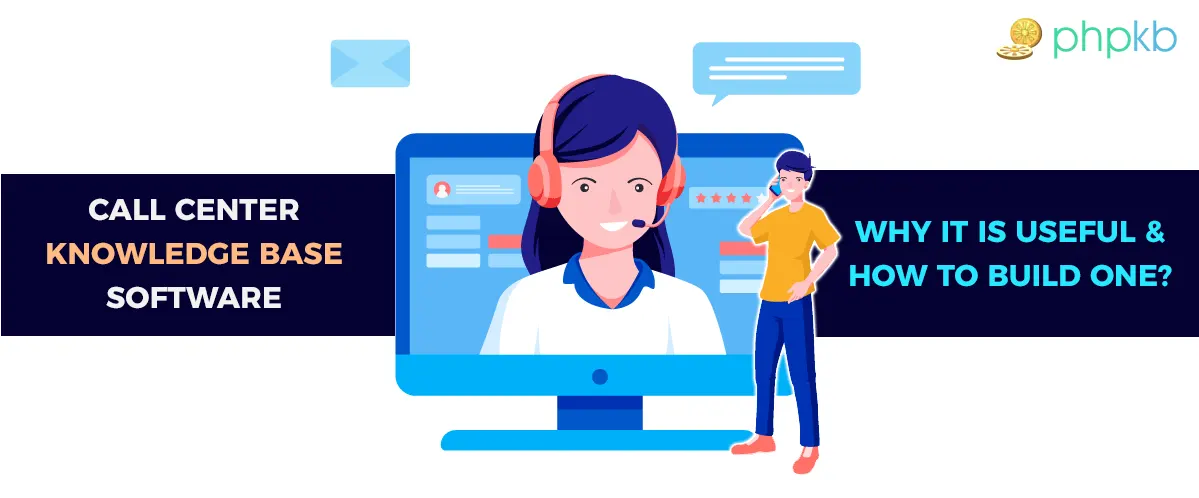 phpkb
CALL CENTER
KNOWLEDGE BASE
SOFTWARE
WHY IT IS USEFUL &
HOW TO BUILD ONE?